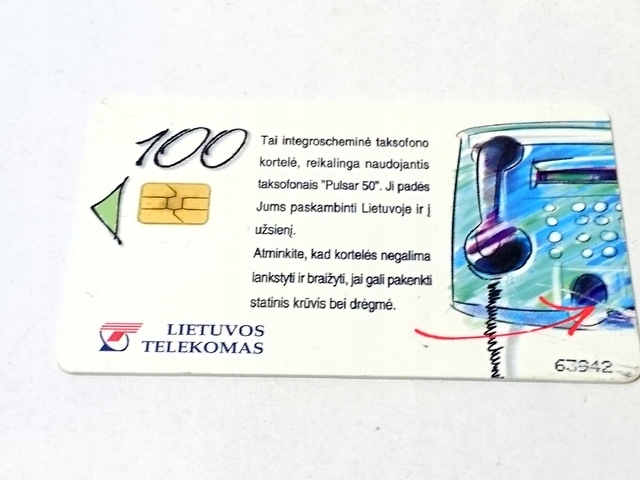 100
Tai integroscheminė taksofono
kortelė, reikalinga naudojantis
taksofonais "Pulsar 50". Ji padės
Jums paskambinti Lietuvoje ir į
užsienį.
Atminkite, kad kortelės negalima
lankstyti ir braižyti, jai gali pakenkti
statinis krūvis bei drėgmė.
LIETUVOS
TELEKOMAS
63942